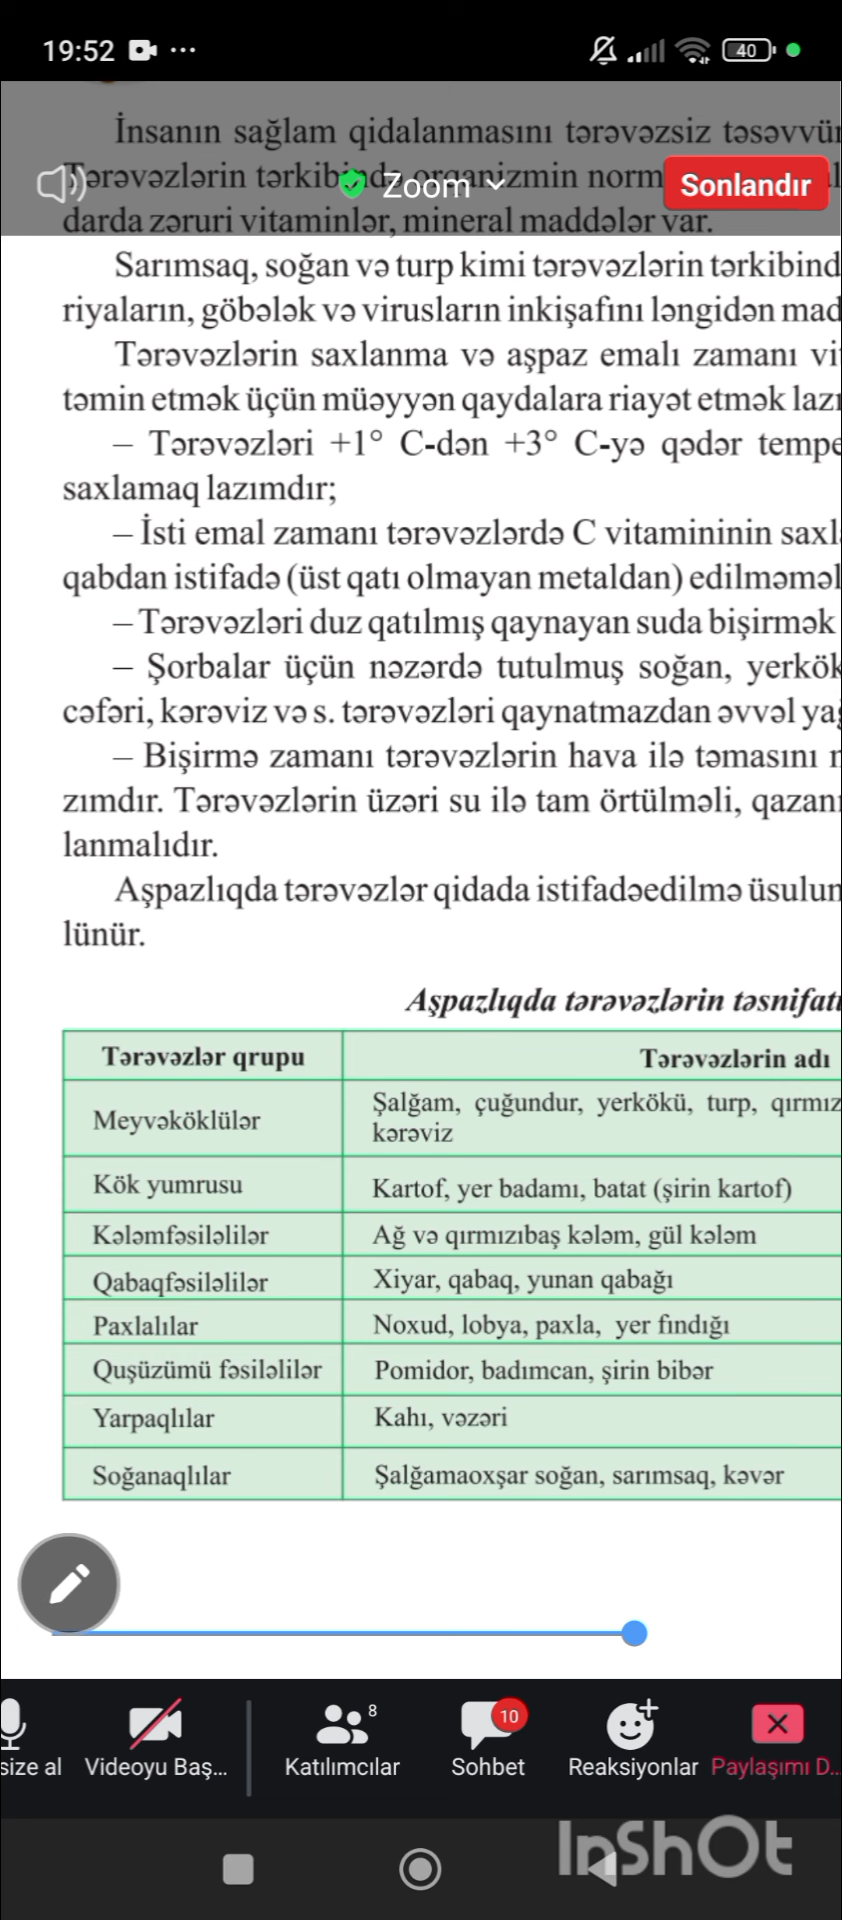 19:52
40
İnsanın sağlam qidalanmasını tərəvəzsiz təsəvvür
Tərəvəzlərin tərkibində orqanizmin norm
Zoom
Sonlandır
darda zəruri vitaminlər, mineral maddələr var.
Sarımsaq, soğan və turp kimi tərəvəzlərin tərkibind
riyaların, göbələk və virusların inkişafını ləngidən mad
Tərəvəzlərin saxlanma və aşpaz emalı zamanı vi
təmin etmək üçün müəyyən qaydalara riayət etmək lazı
– Tərəvəzləri +1° C-dən +3° C-yə qədər tempe
saxlamaq lazımdır;
– İsti emal zamanı tərəvəzlərdə C vitamininin saxl
qabdan istifadə (üst qatı olmayan metaldan) edilməməl
– Tərəvəzləri duz qatılmış qaynayan suda bişirmək
– Şorbalar üçün nəzərdə tutulmuş soğan, yerkök
cəfəri, kərəviz və s. tərəvəzləri qaynatmazdan əvvəl yağ
– Bişirmə zamanı tərəvəzlərin hava ilə təmasını
zımdır. Tərəvəzlərin üzəri su ilə tam örtülməli, qazan
lanmalıdır.
Aşpazlıqda tərəvəzlər qidada istifadəedilmə üsulun
lünür.
Aşpazlıqda tərəvəzlərin təsnifatı
Tərəvəzlər qrupu Tərəvəzlərin adı
Meyvəköklülər Şalğam, çuğundur, yerkökü, turp, qırmız
kərəviz
Kök yumrusu Kartof, yer badamı, batat (şirin kartof)
Kələmfəsiləlilər Ağ və qırmızıbaş kələm, gül kələm
Qabaqfəsiləlilər Xiyar, qabaq, yunan qabağı
Paxlalılar Noxud, lobya, paxla, yer fındığı
Quşüzümü fəsiləlilər Pomidor, badımcan, şirin bibər
Yarpaqlılar Kahı, vəzəri
Soğanaqlılar Şalğamaoxşar soğan, sarımsaq, kəvər
8
10
size al Videoyu Baş... Katılımcılar Sohbet Reaksiyonlar Paylaşımı D...
InShOt